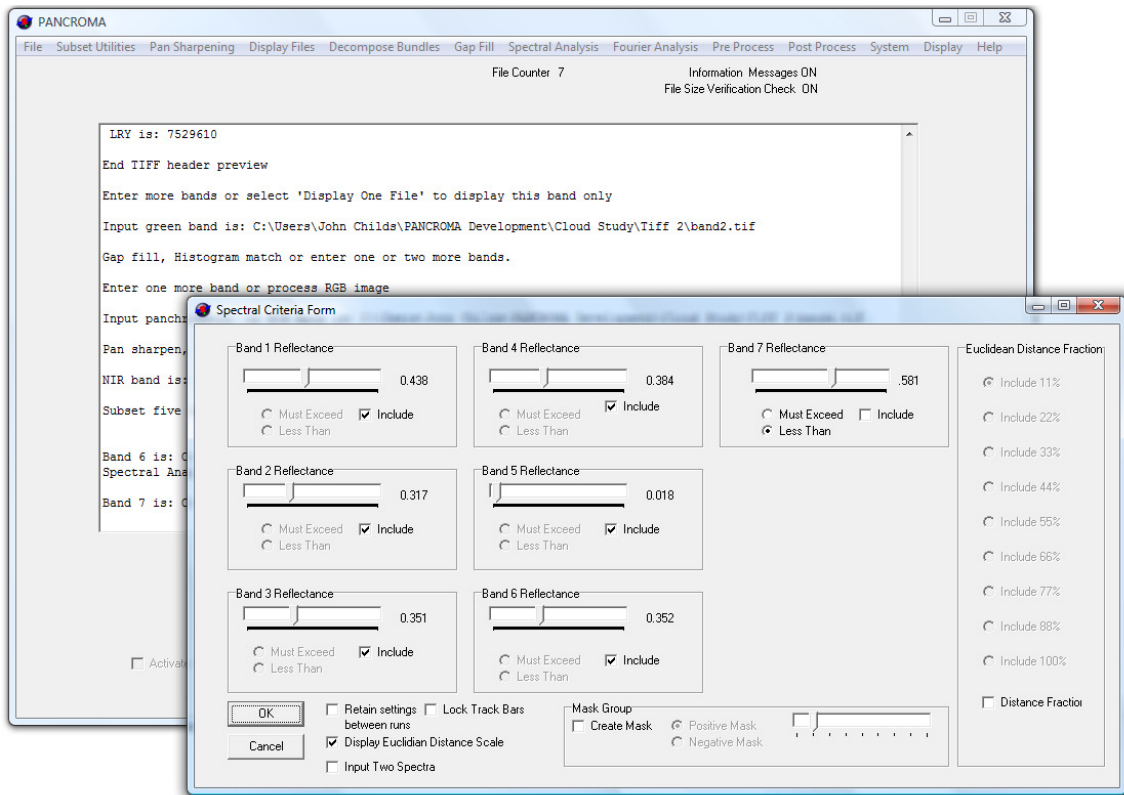 PANCROMA
File Subset Utilities Pan Sharpening Display Files Decompose Bundles Gap Fill Spectral Analysis Fourier Analysis Pre Process Post Process System Display Help
File Counter 7
Information Messages ON
File Size Verification Check ON
LRY is: 7529610
End TIFF header preview
Enter more bands or select 'Display One File' to display this band only
Input green band is: C:\Users\John Childs\PANCROMA Development\Cloud Study\Tiff 2\band2.tif
Gap fill, Histogram match or enter one or two more bands.
Enter one more band or process RGB image
Input panchr
Pan sharpen,
NIR band is:
Subset five
Band 6 is: C
Spectral Ana
Band 7 is: C
Activat
Spectral Criteria Form
Band 1 Reflectance
0.438
Must Exceed Include
Less Than
Band 4 Reflectance
0.384
Must Exceed Include
Less Than
Band 7 Reflectance
.581
Must Exceed Include
Less Than
Band 2 Reflectance
0.317
Must Exceed Include
Less Than
Band 5 Reflectance
0.018
Must Exceed Include
Less Than
Band 3 Reflectance
0.351
Must Exceed Include
Less Than
Band 6 Reflectance
0.352
Must Exceed Include
Less Than
Euclidean Distance Fraction
Include 11%
Include 22%
Include 33%
Include 44%
Include 55%
Include 66%
Include 77%
Include 88%
Include 100%
Distance Fraction
OK
Cancel
Retain settings
between runs
Lock Track Bars
Display Euclidian Distance Scale
Input Two Spectra
Mask Group
Create Mask
Positive Mask
Negative Mask